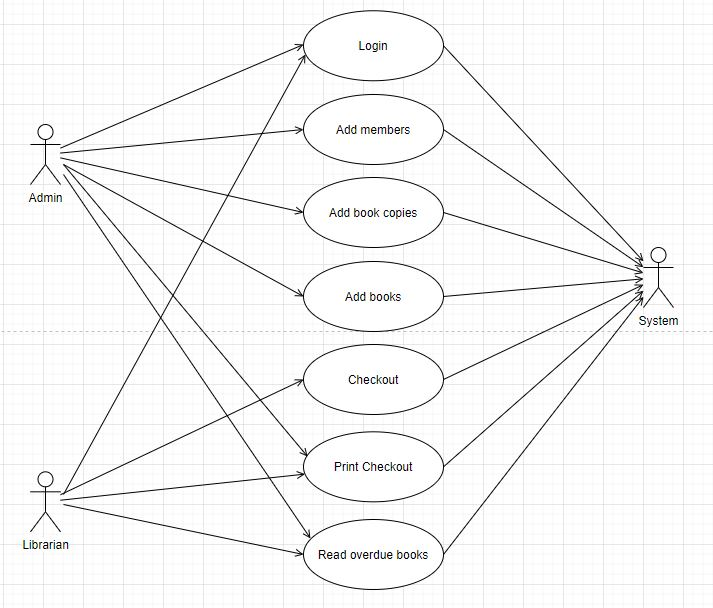 Login
Add members
Admin
Add book copies
Add books
System
Checkout
Print Checkout
Librarian
Read overdue books